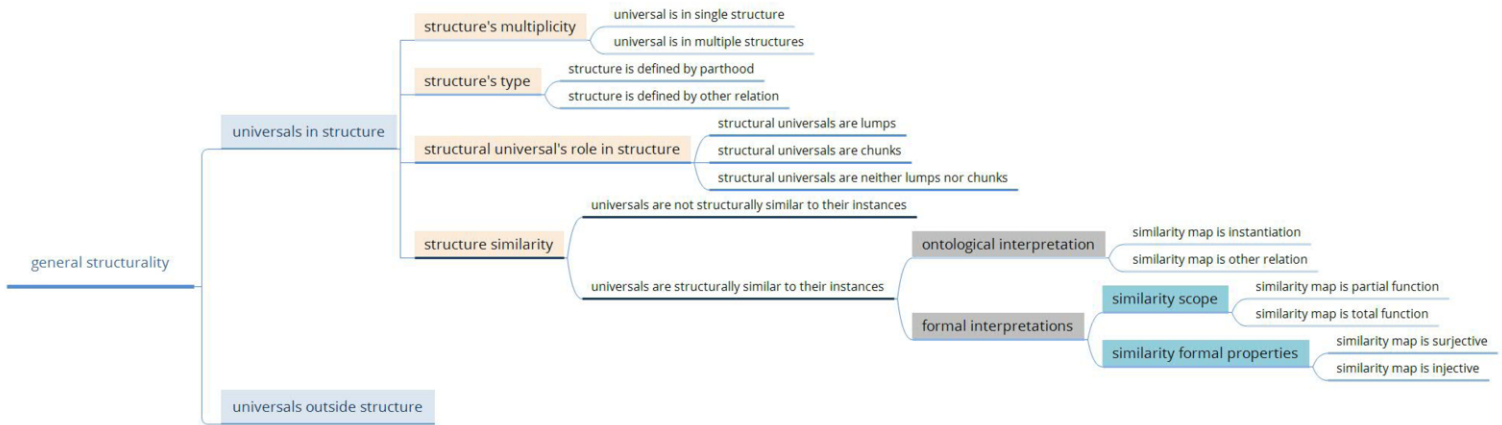 general structurality
universals in structure
structure's multiplicity
universal is in single structure
universal is in multiple structures
structure's type
structure is defined by parthood
structure is defined by other relation
structural universal's role in structure
structural universals are lumps
structural universals are chunks
structural universals are neither lumps nor chunks
structure similarity
universals are not structurally similar to their instances
universals are structurally similar to their instances
ontological interpretation
similarity map is instantiation
similarity map is other relation
formal interpretations
similarity scope
similarity map is partial function
similarity map is total function
similarity formal properties
similarity map is surjective
similarity map is injective
universals outside structure